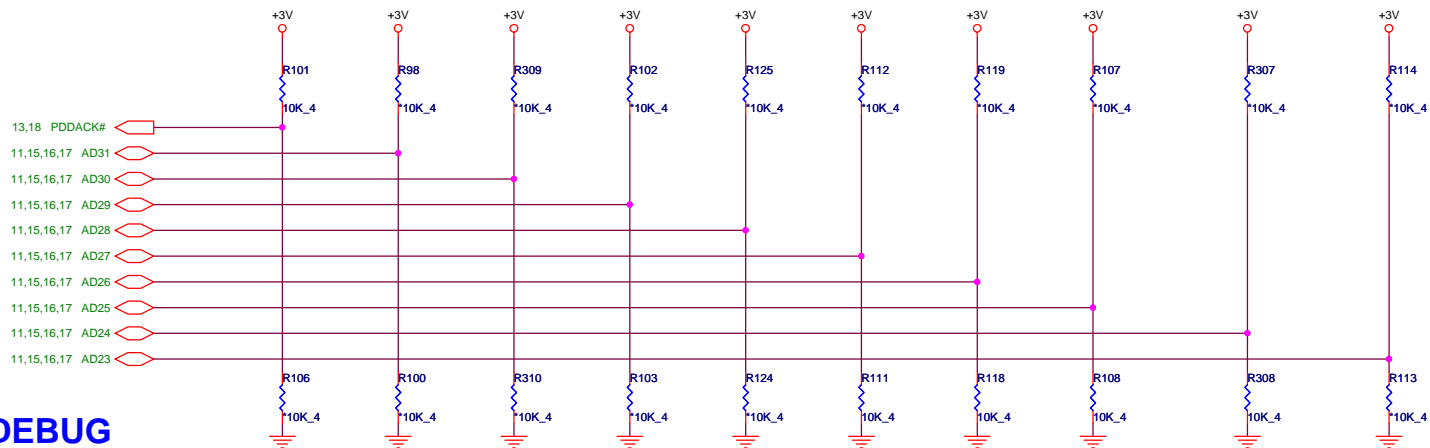 +3V +3V +3V +3V +3V +3V +3V +3V +3V +3V
R101 R98 R309 R102 R125 R112 R119 R107 R307 R114
10K_4 *10K_4 *10K_4 *10K_4 *10K_4 *10K_4 *10K_4 *10K_4 *10K_4 *10K_4
13,18 PDDACK#
11,15,16,17 AD31
11,15,16,17 AD30
11,15,16,17 AD29
11,15,16,17 AD28
11,15,16,17 AD27
11,15,16,17 AD26
11,15,16,17 AD25
11,15,16,17 AD24
11,15,16,17 AD23
R106 R100 R310 R103 R124 R111 R118 R108 R308 R113
*10K_4 *10K_4 *10K_4 *10K_4 *10K_4 *10K_4 *10K_4 *10K_4 *10K_4 *10K_4
DEBUG